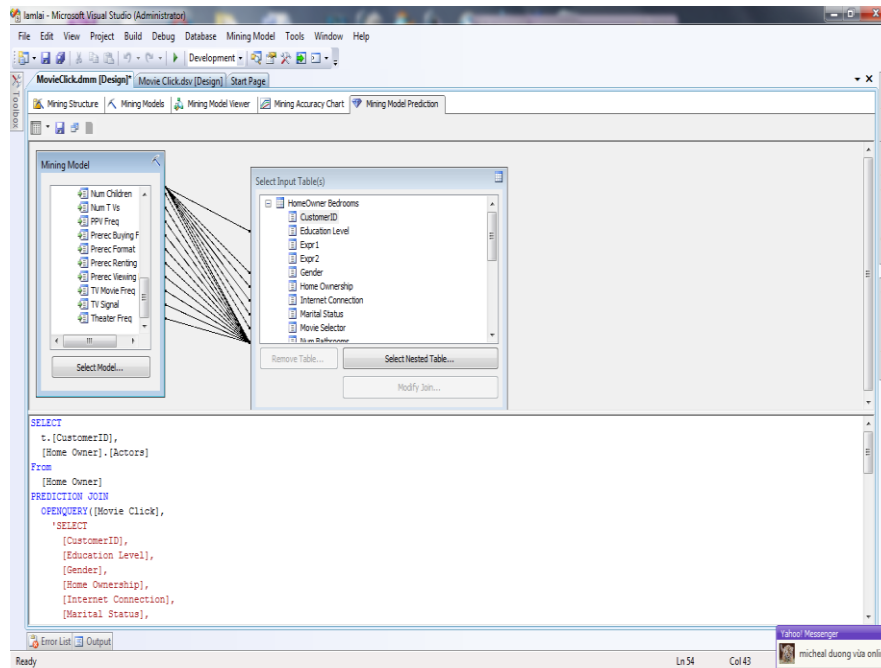 lamlai - Microsoft Visual Studio (Administrator)
File Edit View Project Build Debug Database Mining Model Tools Window Help
Development
MovieClick.dmm [Design]* Movie Click.dsv [Design] Start Page
Toolbox
Mining Structure Mining Models Mining Model Viewer Mining Accuracy Chart Mining Model Prediction
Mining Model
Num Children
Num T Vs
PPV Freq
Prerec Buying F
Prerec Format
Prerec Renting
Prerec Viewing
TV Movie Freq
TV Signal
Theater Freq
Select Model...
Select Input Table(s)
HomeOwner Bedrooms
CustomerID
Education Level
Expr1
Expr2
Gender
Home Ownership
Internet Connection
Marital Status
Movie Selector
Num Bathrooms
Remove Table... Select Nested Table...
Modify Join...
SELECT
t.[CustomerID],
[Home Owner].[Actors]
From
[Home Owner]
PREDICTION JOIN
OPENQUERY([Movie Click],
'SELECT
[CustomerID],
[Education Level],
[Gender],
[Home Ownership],
[Internet Connection],
[Marital Status],
Error List Output
Ready Ln 54 Col 43
Yahoo! Messenger
micheal duong vừa onli